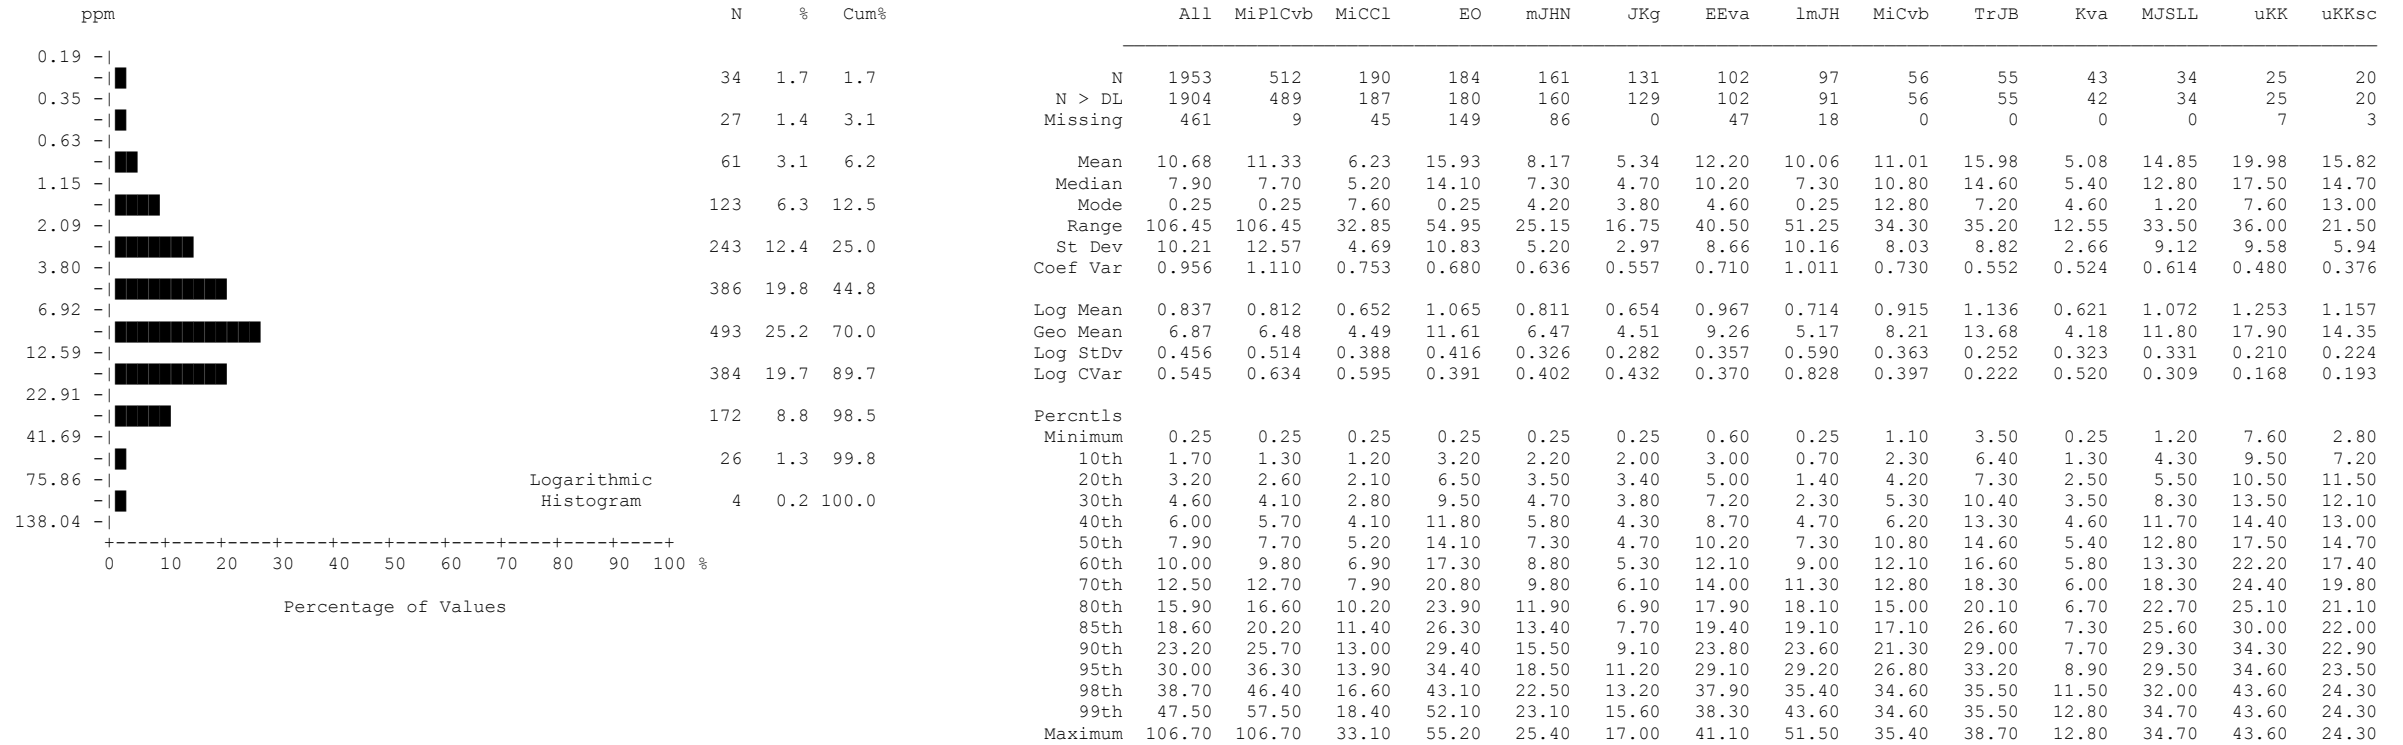 ppm N % Cum% All MiPlCvb MiCCl EO mJHN JKg EEva lmJH MiCvb TrJB Kva MJSLL uKK uKKsc
0.19 -|
-| 34 1.7 1.7 N 1953 512 190 184 161 131 102 97 56 55 43 34 25 20
0.35 -| N > DL 1904 489 187 180 160 129 102 91 56 55 42 34 25 20
-| 27 1.4 3.1 Missing 461 9 45 149 86 0 47 18 0 0 0 0 7 3
0.63 -|
-| 61 3.1 6.2 Mean 10.68 11.33 6.23 15.93 8.17 5.34 12.20 10.06 11.01 15.98 5.08 14.85 19.98 15.82
1.15 -| Median 7.90 7.70 5.20 14.10 7.30 4.70 10.20 7.30 10.80 14.60 5.40 12.80 17.50 14.70
-| 123 6.3 12.5 Mode 0.25 0.25 7.60 0.25 4.20 3.80 4.60 0.25 12.80 7.20 4.60 1.20 7.60 13.00
2.09 -| Range 106.45 106.45 32.85 54.95 25.15 16.75 40.50 51.25 34.30 35.20 12.55 33.50 36.00 21.50
-| 243 12.4 25.0 St Dev 10.21 12.57 4.69 10.83 5.20 2.97 8.66 10.16 8.03 8.82 2.66 9.12 9.58 5.94
3.80 -| Coef Var 0.956 1.110 0.753 0.680 0.636 0.557 0.710 1.011 0.730 0.552 0.524 0.614 0.480 0.376
-| 386 19.8 44.8
6.92 -| Log Mean 0.837 0.812 0.652 1.065 0.811 0.654 0.967 0.714 0.915 1.136 0.621 1.072 1.253 1.157
-| 493 25.2 70.0 Geo Mean 6.87 6.48 4.49 11.61 6.47 4.51 9.26 5.17 8.21 13.68 4.18 11.80 17.90 14.35
12.59 -| Log StDv 0.456 0.514 0.388 0.416 0.326 0.282 0.357 0.590 0.363 0.252 0.323 0.331 0.210 0.224
-| 384 19.7 89.7 Log CVar 0.545 0.634 0.595 0.391 0.402 0.432 0.370 0.828 0.397 0.222 0.520 0.309 0.168 0.193
22.91 -|
-| 172 8.8 98.5 Percntls
41.69 -| Minimum 0.25 0.25 0.25 0.25 0.25 0.25 0.60 0.25 1.10 3.50 0.25 1.20 7.60 2.80
-| 26 1.3 99.8 10th 1.70 1.30 1.20 3.20 2.20 2.00 3.00 0.70 2.30 6.40 1.30 4.30 9.50 7.20
75.86 -| Logarithmic 20th 3.20 2.60 2.10 6.50 3.50 3.40 5.00 1.40 4.20 7.30 2.50 5.50 10.50 11.50
-| Histogram 4 0.2 100.0 30th 4.60 4.10 2.80 9.50 4.70 3.80 7.20 2.30 5.30 10.40 3.50 8.30 13.50 12.10
138.04 -| 40th 6.00 5.70 4.10 11.80 5.80 4.30 8.70 4.70 6.20 13.30 4.60 11.70 14.40 13.00
+----+----+----+----+----+----+----+----+----+----+ 50th 7.90 7.70 5.20 14.10 7.30 4.70 10.20 7.30 10.80 14.60 5.40 12.80 17.50 14.70
0 10 20 30 40 50 60 70 80 90 100 % 60th 10.00 9.80 6.90 17.30 8.80 5.30 12.10 9.00 12.10 16.60 5.80 13.30 22.20 17.40
70th 12.50 12.70 7.90 20.80 9.80 6.10 14.00 11.30 12.80 18.30 6.00 18.30 24.40 19.80
Percentage of Values 80th 15.90 16.60 10.20 23.90 11.90 6.90 17.90 18.10 15.00 20.10 6.70 22.70 25.10 21.10
85th 18.60 20.20 11.40 26.30 13.40 7.70 19.40 19.10 17.10 26.60 7.30 25.60 30.00 22.00
90th 23.20 25.70 13.00 29.40 15.50 9.10 23.80 23.60 21.30 29.00 7.70 29.30 34.30 22.90
95th 30.00 36.30 13.90 34.40 18.50 11.20 29.10 29.20 26.80 33.20 8.90 29.50 34.60 23.50
98th 38.70 46.40 16.60 43.10 22.50 13.20 37.90 35.40 34.60 35.50 11.50 32.00 43.60 24.30
99th 47.50 57.50 18.40 52.10 23.10 15.60 38.30 43.60 34.60 35.50 12.80 34.70 43.60 24.30
Maximum 106.70 106.70 33.10 55.20 25.40 17.00 41.10 51.50 35.40 38.70 12.80 34.70 43.60 24.30